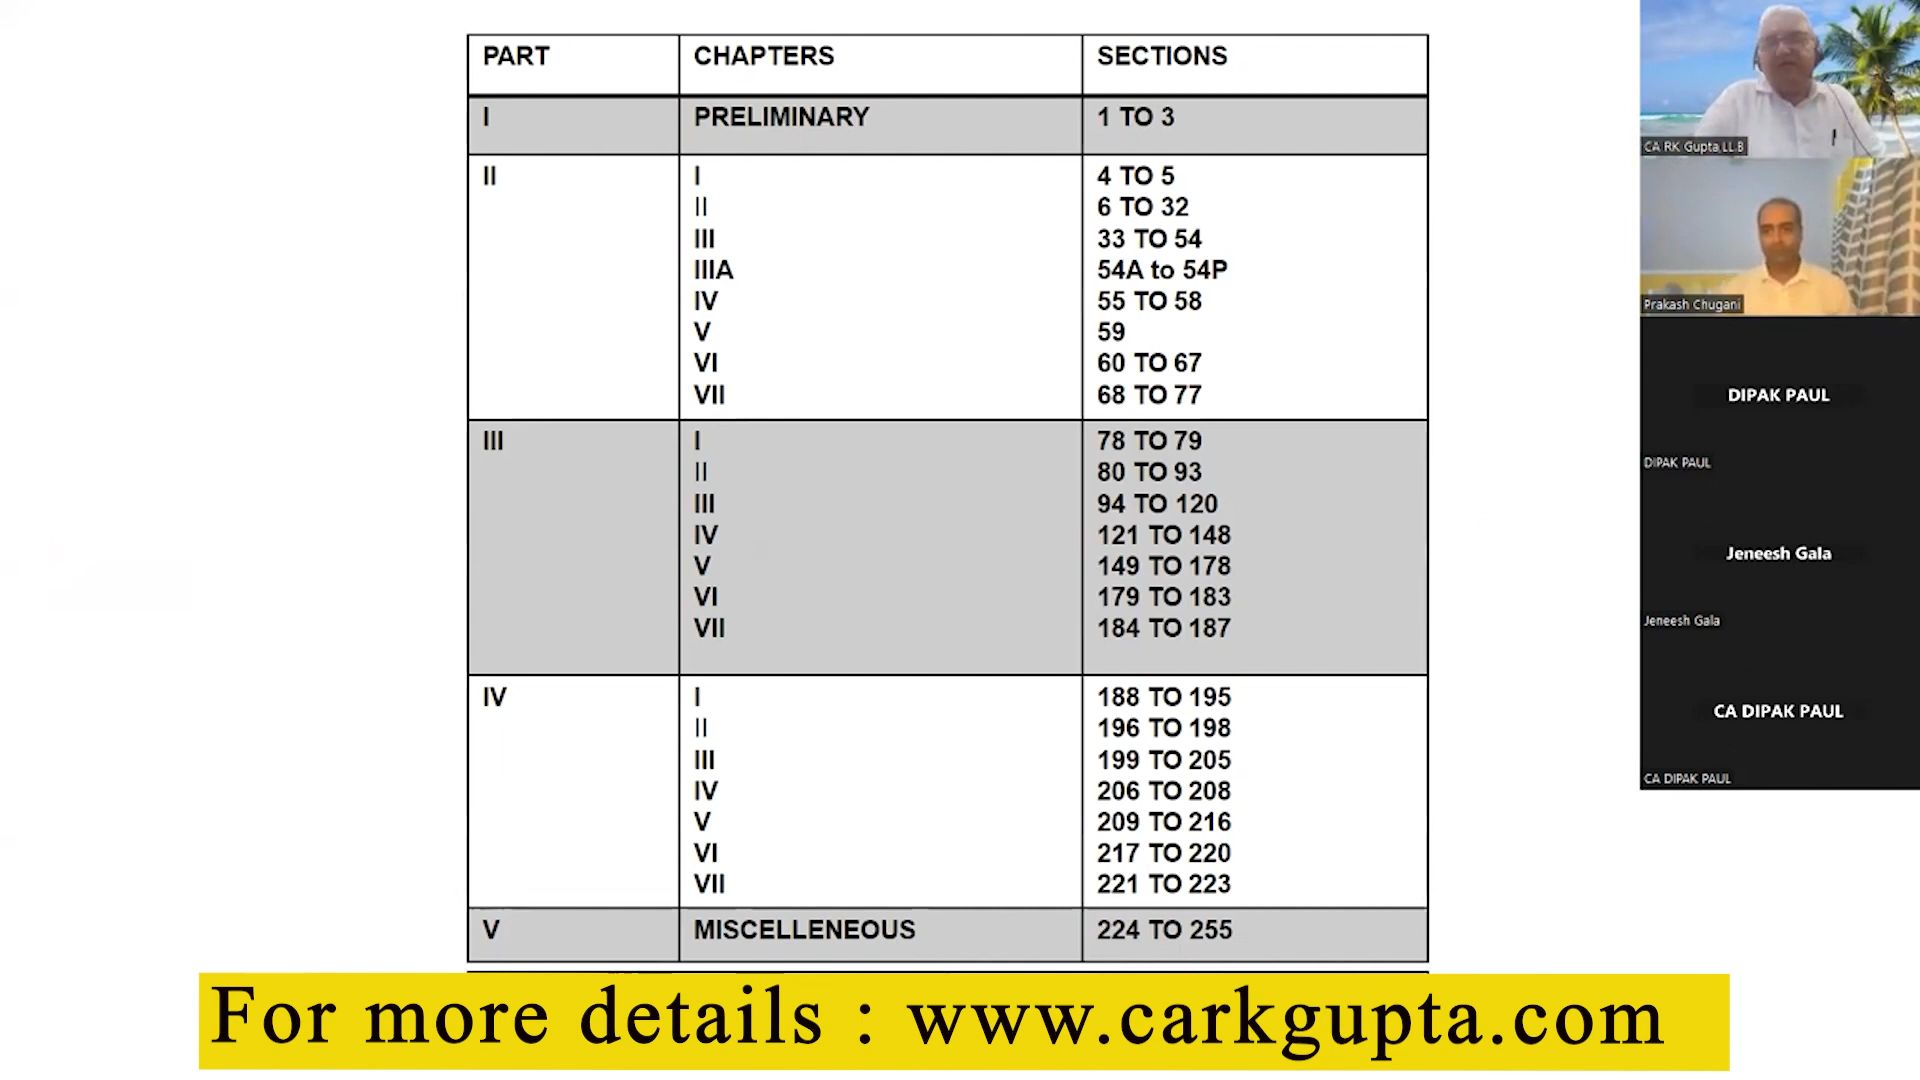 PART CHAPTERS SECTIONS
I PRELIMINARY 1 TO 3
II I 4 TO 5
II 6 TO 32
III 33 TO 54
IIIA 54A to 54P
IV 55 TO 58
V 59
VI 60 TO 67
VII 68 TO 77
III I 78 TO 79
II 80 TO 93
III 94 TO 120
IV 121 TO 148
V 149 TO 178
VI 179 TO 183
VII 184 TO 187
IV I 188 TO 195
II 196 TO 198
III 199 TO 205
IV 206 TO 208
V 209 TO 216
VI 217 TO 220
VII 221 TO 223
V MISCELLENEOUS 224 TO 255
For more details : www.carkgupta.com
CA RK Gupta LL.B
Prakash Chugani
DIPAK PAUL
DIPAK PAUL
Jeneesh Gala
Jeneesh Gala
CA DIPAK PAUL
CA DIPAK PAUL